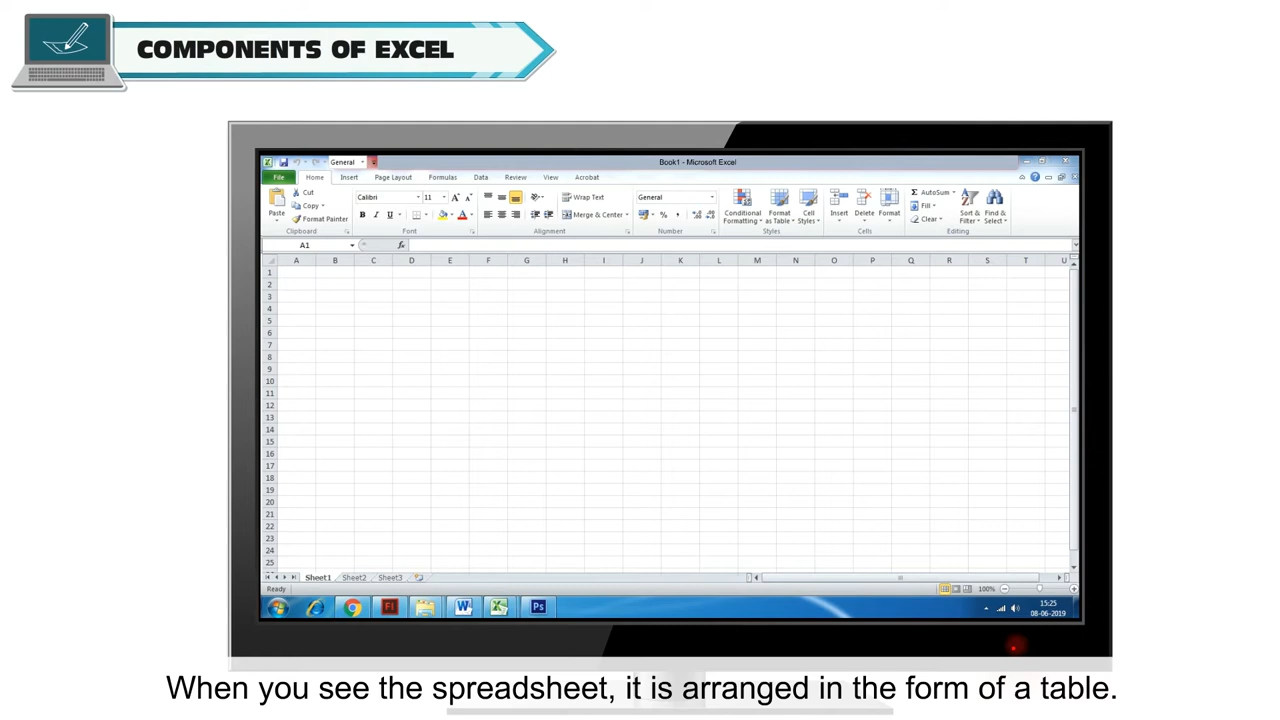 COMPONENTS OF EXCEL
General
Book1 - Microsoft Excel
File Home Insert Page Layout Formulas Data Review View Acrobat
Paste
Cut
Copy
Format Painter
Clipboard
Calibri 11
B I U
A
Font
Wrap Text
Merge & Center
Alignment
General
%
Number
Conditional Formatting
Format as Table
Cell Styles
Styles
Insert Delete Format
Cells
Σ AutoSum
Fill
Clear
Sort & Filter
Find & Select
Editing
A1 fx
A B C D E F G H I J K L M N O P Q R S T U
1
2
3
4
5
6
7
8
9
10
11
12
13
14
15
16
17
18
19
20
21
22
23
24
25
Sheet1 Sheet2 Sheet3
Ready 100%
Fl W Ps
15:25
08-06-2019
When you see the spreadsheet, it is arranged in the form of a table.